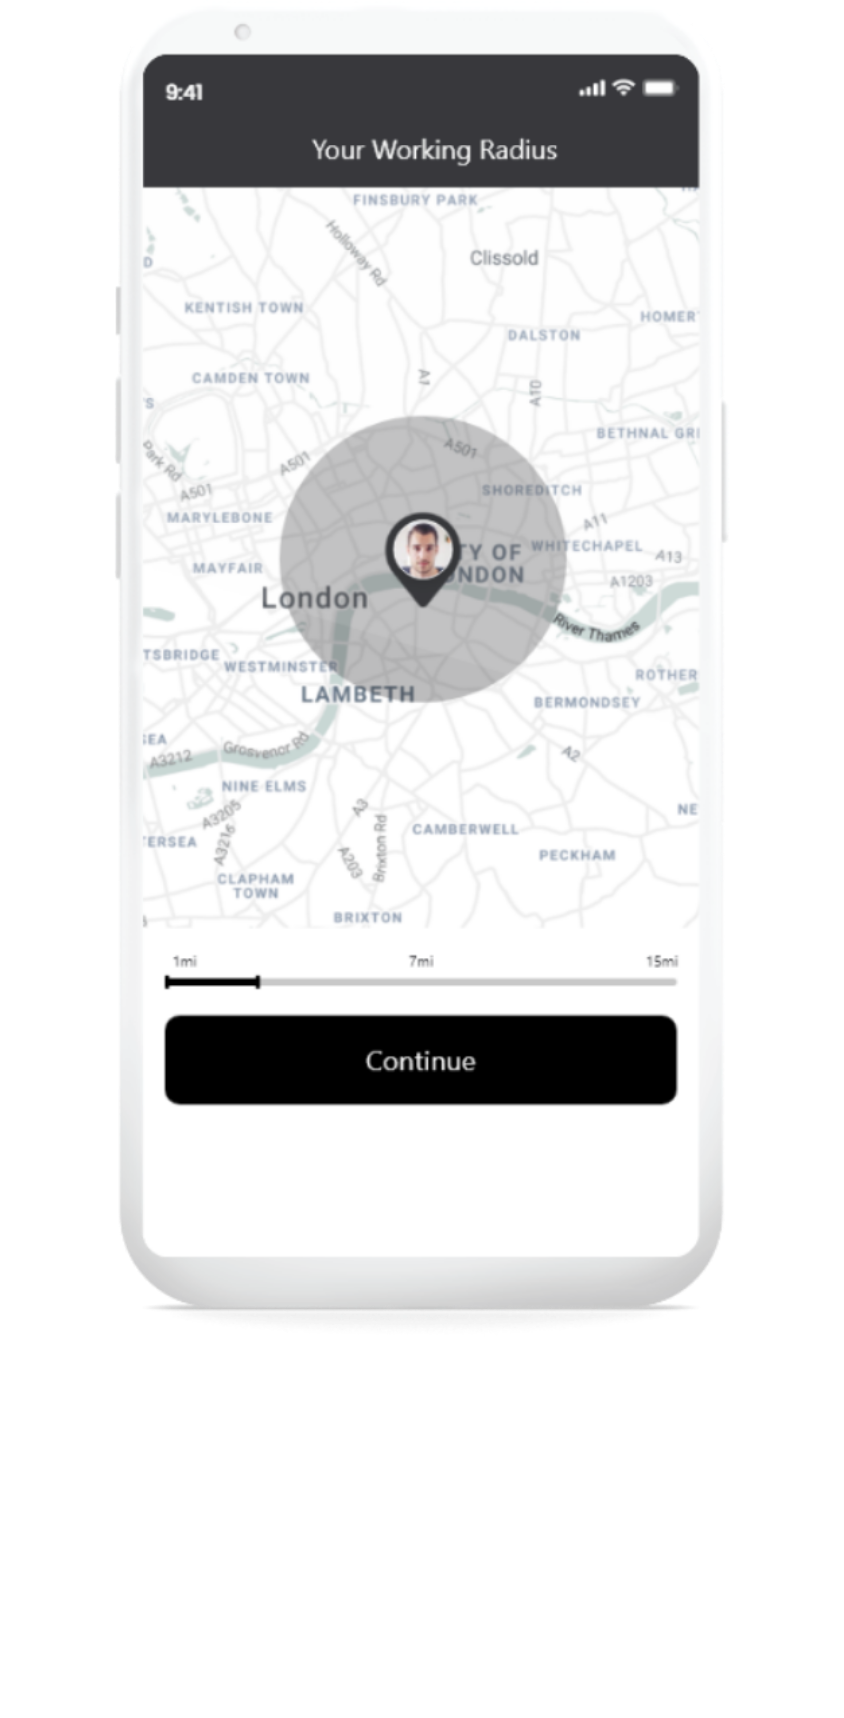 9:41
Your Working Radius
FINSBURY PARK
Holloway Rd
Clissold
KENTISH TOWN
HOMER
DALSTON
CAMDEN TOWN
A1
A10
S
BETHNAL GR
Park Rd
A501
A501
A501
SHOREDITCH
MARYLEBONE
A11
TY OF
WHITECHAPEL
A13
MAYFAIR
NDON
A1203
London
River Thames
TSBRIDGE
WESTMINSTER
ROTHER
LAMBETH
BERMONDSEY
SEA
A3212
Grosvenor Rd
A2
NINE ELMS
A3205
A3
NE
Brixton Rd
CAMBERWELL
TERSEA
A3216
A203
PECKHAM
CLAPHAM
TOWN
BRIXTON
1mi 7mi 15mi
Continue